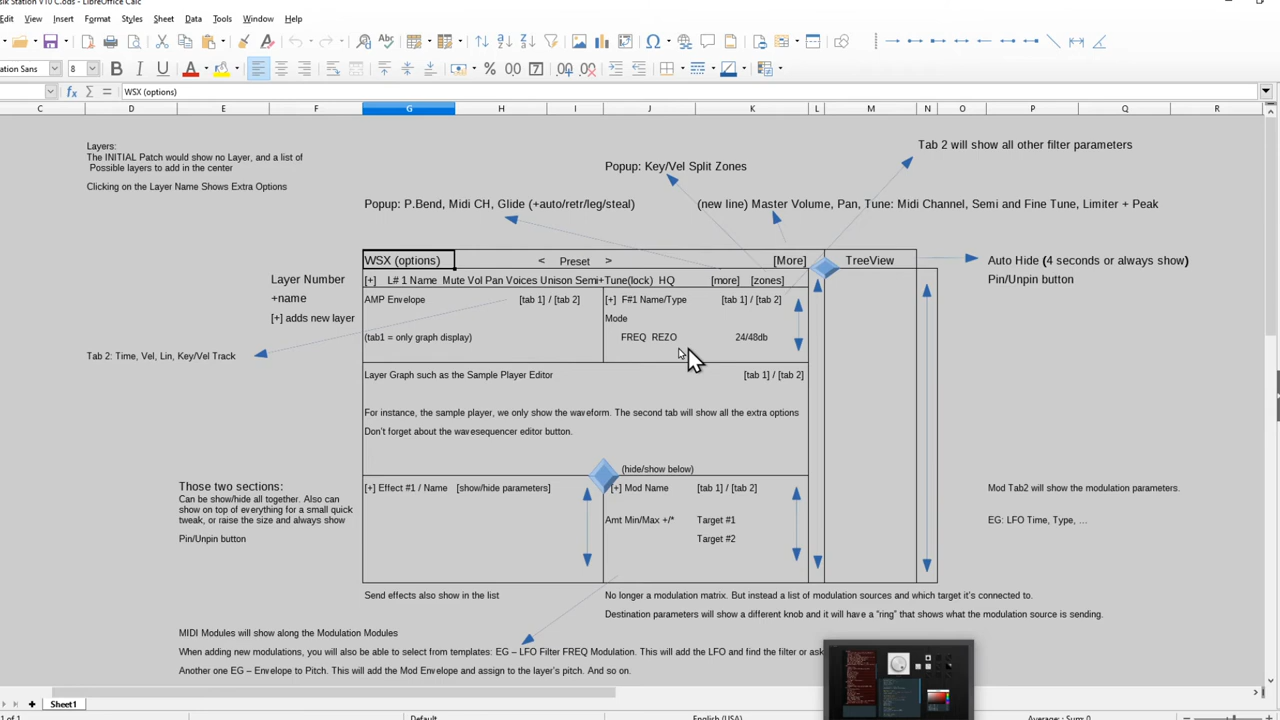 sik Station V10 C.ods - LibreOffice Calc
Edit View Insert Format Styles Sheet Data Tools Window Help
ation Sans 8
WSX (options)
C D E F G H I J K L M N O P Q R
Layers:
The INITIAL Patch would show no Layer, and a list of
Possible layers to add in the center
Clicking on the Layer Name Shows Extra Options
Tab 2 will show all other filter parameters
Popup: Key/Vel Split Zones
Popup: P.Bend, Midi CH, Glide (+auto/retr/leg/steal)
(new line) Master Volume, Pan, Tune: Midi Channel, Semi and Fine Tune, Limiter + Peak
WSX (options) < Preset > [More] TreeView
Auto Hide (4 seconds or always show)
Pin/Unpin button
Layer Number
+name
[+] adds new layer
[+] L# 1 Name Mute Vol Pan Voices Unison Semi+Tune(lock) HQ [more] [zones]
AMP Envelope [tab 1] / [tab 2]
[+] F#1 Name/Type [tab 1] / [tab 2]
Mode
(tab1 = only graph display)
FREQ REZO 24/48db
Tab 2: Time, Vel, Lin, Key/Vel Track
Layer Graph such as the Sample Player Editor [tab 1] / [tab 2]
For instance, the sample player, we only show the waveform. The second tab will show all the extra options
Don't forget about the wavesequencer editor button.
(hide/show below)
Those two sections:
Can be show/hide all together. Also can
show on top of everything for a small quick
tweak, or raise the size and always show
Pin/Unpin button
[+] Effect #1 / Name [show/hide parameters]
[+] Mod Name [tab 1] / [tab 2]
Amt Min/Max +/* Target #1
Target #2
Mod Tab2 will show the modulation parameters.
EG: LFO Time, Type, ...
Send effects also show in the list
No longer a modulation matrix. But instead a list of modulation sources and which target it's connected to.
Destination parameters will show a different knob and it will have a "ring" that shows what the modulation source is sending.
MIDI Modules will show along the Modulation Modules
When adding new modulations, you will also be able to select from templates: EG – LFO Filter FREQ Modulation. This will add the LFO and find the filter or ask
Another one EG – Envelope to Pitch. This will add the Mod Envelope and assign to the layer's pitch. And so on.
Sheet1
1 of 1 Default English (USA) Average: ; Sum: 0